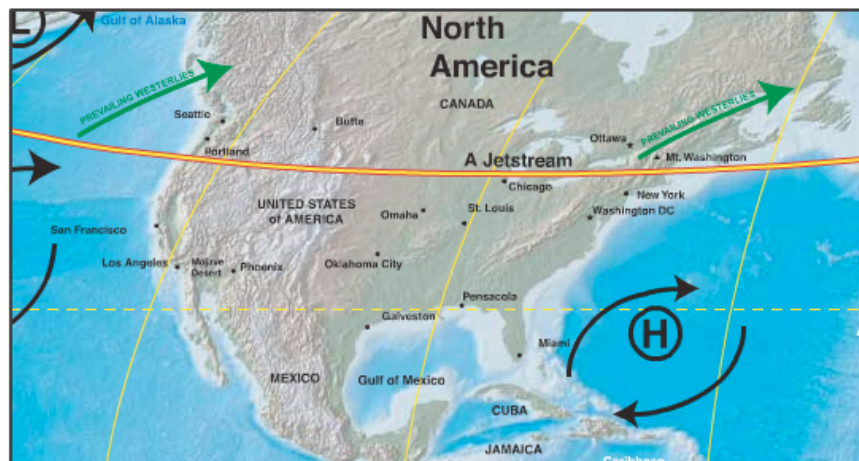 L
Gulf of Alaska
North
America
PREVAILING WESTERLIES
CANADA
Seattle
Butte
Portland
Ottawa
PREVAILING WESTERLIES
Mt. Washington
A Jetstream
Chicago
New York
UNITED STATES
of AMERICA
Omaha
St. Louis
Washington DC
San Francisco
Los Angeles
Mojave
Desert
Phoenix
Oklahoma City
Pensacola
Galveston
H
Miami
MEXICO
Gulf of Mexico
CUBA
JAMAICA
Caribbean